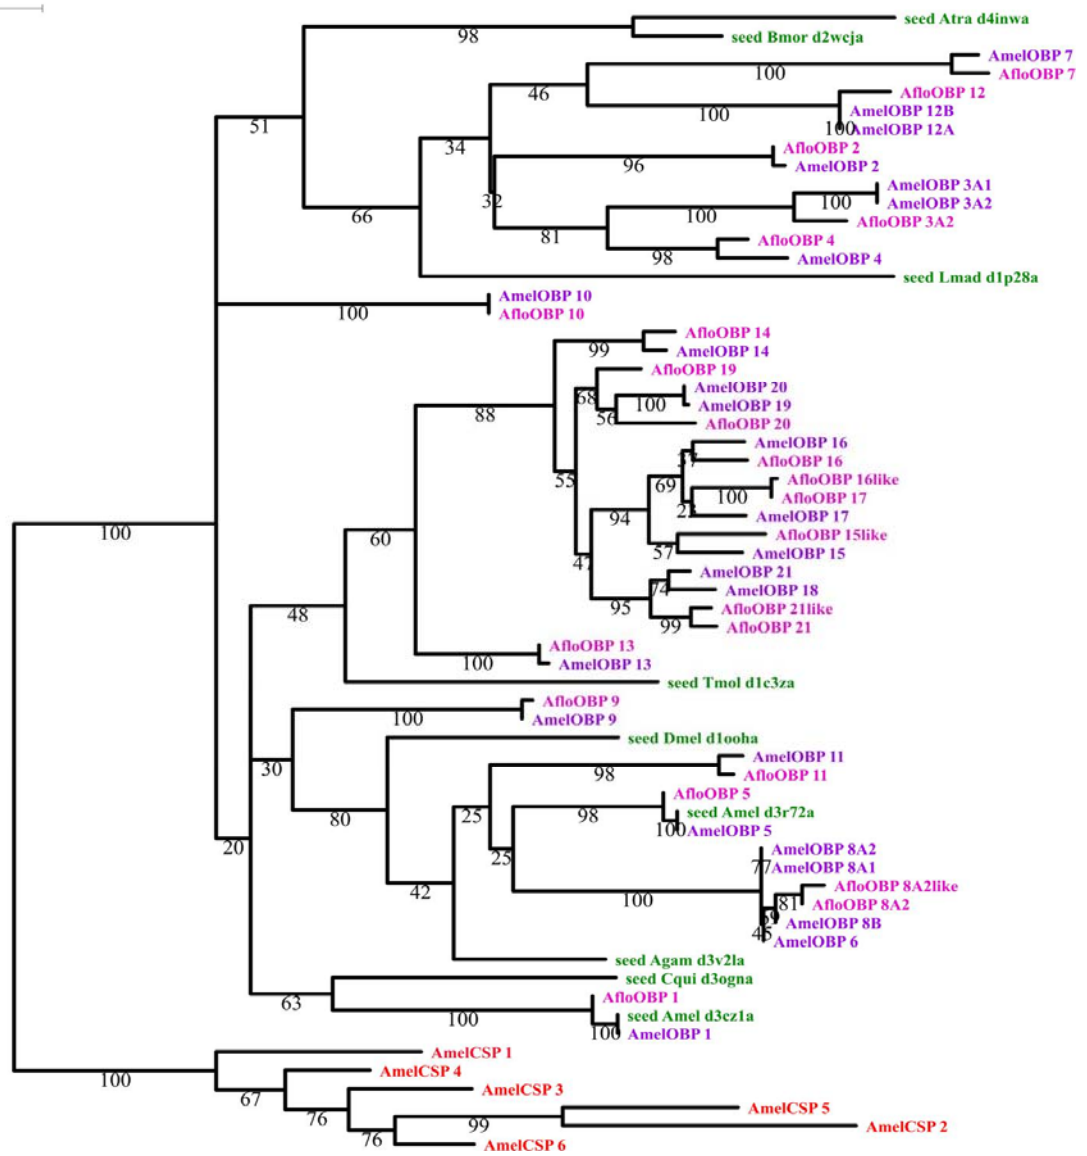 seed Atra d4inwa
98
seed Bmor d2wcja
AmelOBP 7
100
AfloOBP 7
46
AfloOBP 12
100
AmelOBP 12B
51
100
AmelOBP 12A
34
AfloOBP 2
96
AmelOBP 2
AmelOBP 3A1
32
100
AmelOBP 3A2
66
100
AfloOBP 3A2
81
AfloOBP 4
98
AmelOBP 4
seed Lmad d1p28a
AmelOBP 10
100
AfloOBP 10
AfloOBP 14
99
AmelOBP 14
AfloOBP 19
AmelOBP 20
68
100
AmelOBP 19
88
56
AfloOBP 20
AmelOBP 16
37
AfloOBP 16
55
69
AfloOBP 16like
100
AfloOBP 17
94
23
AmelOBP 17
100
60
AfloOBP 15like
57
AmelOBP 15
47
AmelOBP 21
74
AmelOBP 18
48
95
AfloOBP 21like
99
AfloOBP 21
AfloOBP 13
100
AmelOBP 13
seed Tmol d1c3za
AfloOBP 9
100
AmelOBP 9
seed Dmel d1ooha
AmelOBP 11
30
98
AfloOBP 11
AfloOBP 5
80
25
98
seed Amel d3r72a
100
AmelOBP 5
20
25
AmelOBP 8A2
77
AmelOBP 8A1
42
100
AfloOBP 8A2like
81
AfloOBP 8A2
AmelOBP 8B
45
AmelOBP 6
seed Agam d3v2la
seed Cqui d3ogna
63
AfloOBP 1
100
seed Amel d3cz1a
100
AmelOBP 1
AmelCSP 1
100
AmelCSP 4
67
AmelCSP 3
76
AmelCSP 5
99
AmelCSP 2
76
AmelCSP 6